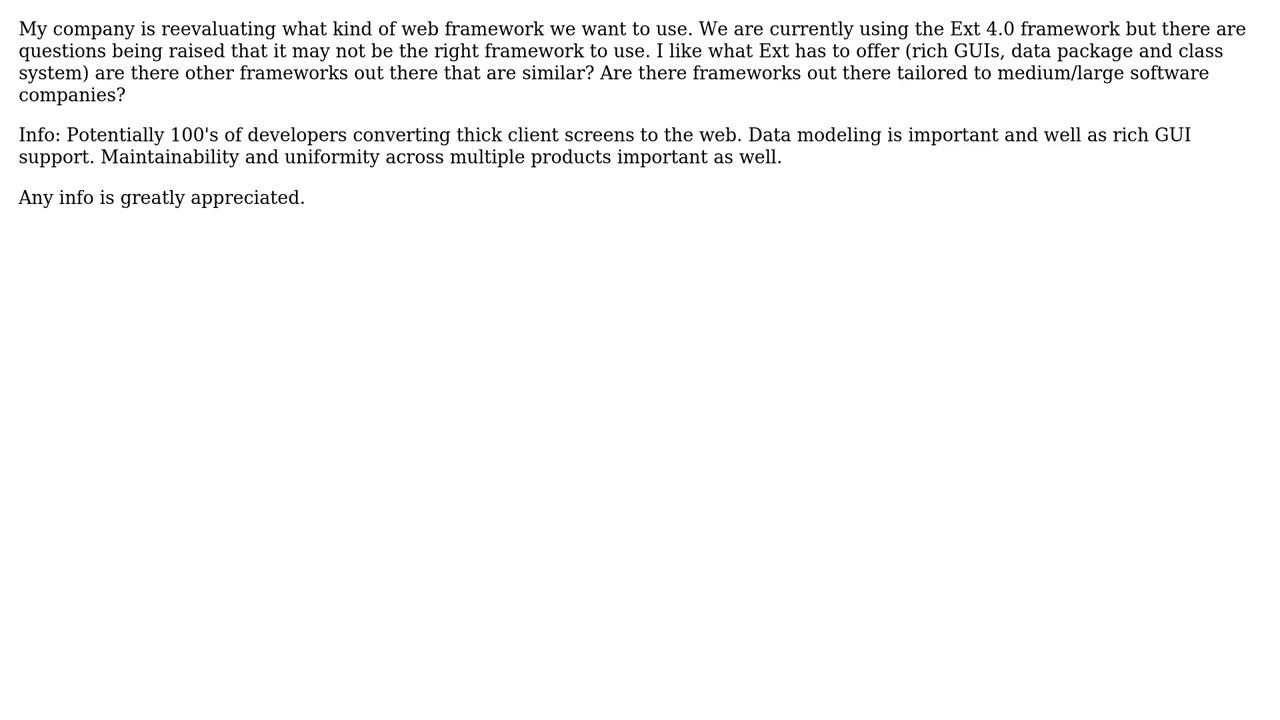 My company is reevaluating what kind of web framework we want to use. We are currently using the Ext 4.0 framework but there are
questions being raised that it may not be the right framework to use. I like what Ext has to offer (rich GUIs, data package and class
system) are there other frameworks out there that are similar? Are there frameworks out there tailored to medium/large software
companies?
Info: Potentially 100's of developers converting thick client screens to the web. Data modeling is important and well as rich GUI
support. Maintainability and uniformity across multiple products important as well.
Any info is greatly appreciated.